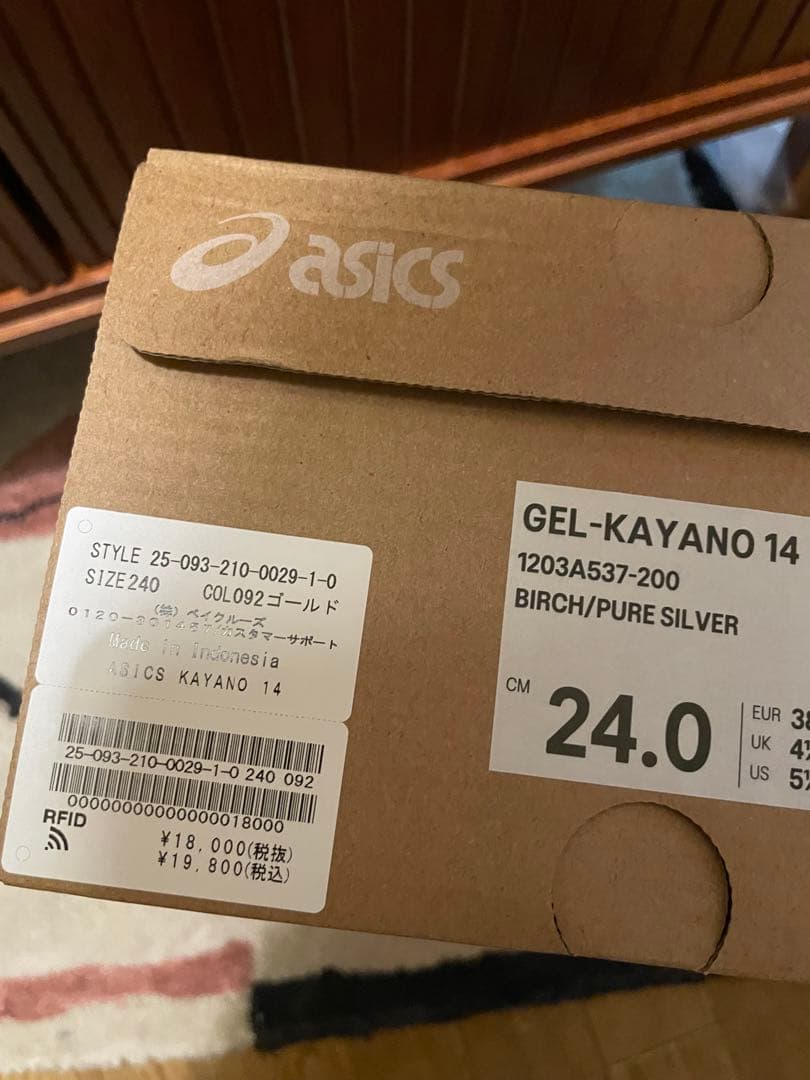 asics
STYLE 25-093-210-0029-1-0
SIZE240 COL092ゴールド
(株) ベイクルーズ
カスタマーサポート
Made in Indonesia
ASICS KAYANO 14
25-093-210-0029-1-0 240 092
00000000000000018000
RFID
¥18,000(税抜)
¥19,800(税込)
GEL-KAYANO 14
1203A537-200
BIRCH/PURE SILVER
CM 24.0
EUR
UK
US